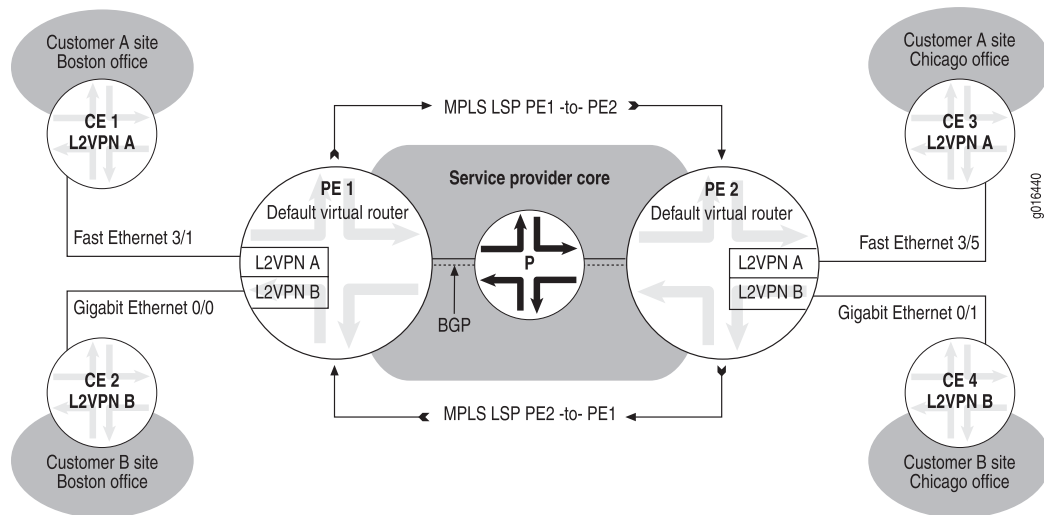 Customer A site
Boston office
CE 1
L2VPN A
Customer A site
Chicago office
CE 3
L2VPN A
MPLS LSP PE1 -to- PE2
Service provider core
PE 1
Default virtual router
PE 2
Default virtual router
g016440
Fast Ethernet 3/1
Fast Ethernet 3/5
L2VPN A
L2VPN B
P
L2VPN A
L2VPN B
Gigabit Ethernet 0/0
Gigabit Ethernet 0/1
BGP
CE 2
L2VPN B
CE 4
L2VPN B
MPLS LSP PE2 -to- PE1
Customer B site
Boston office
Customer B site
Chicago office